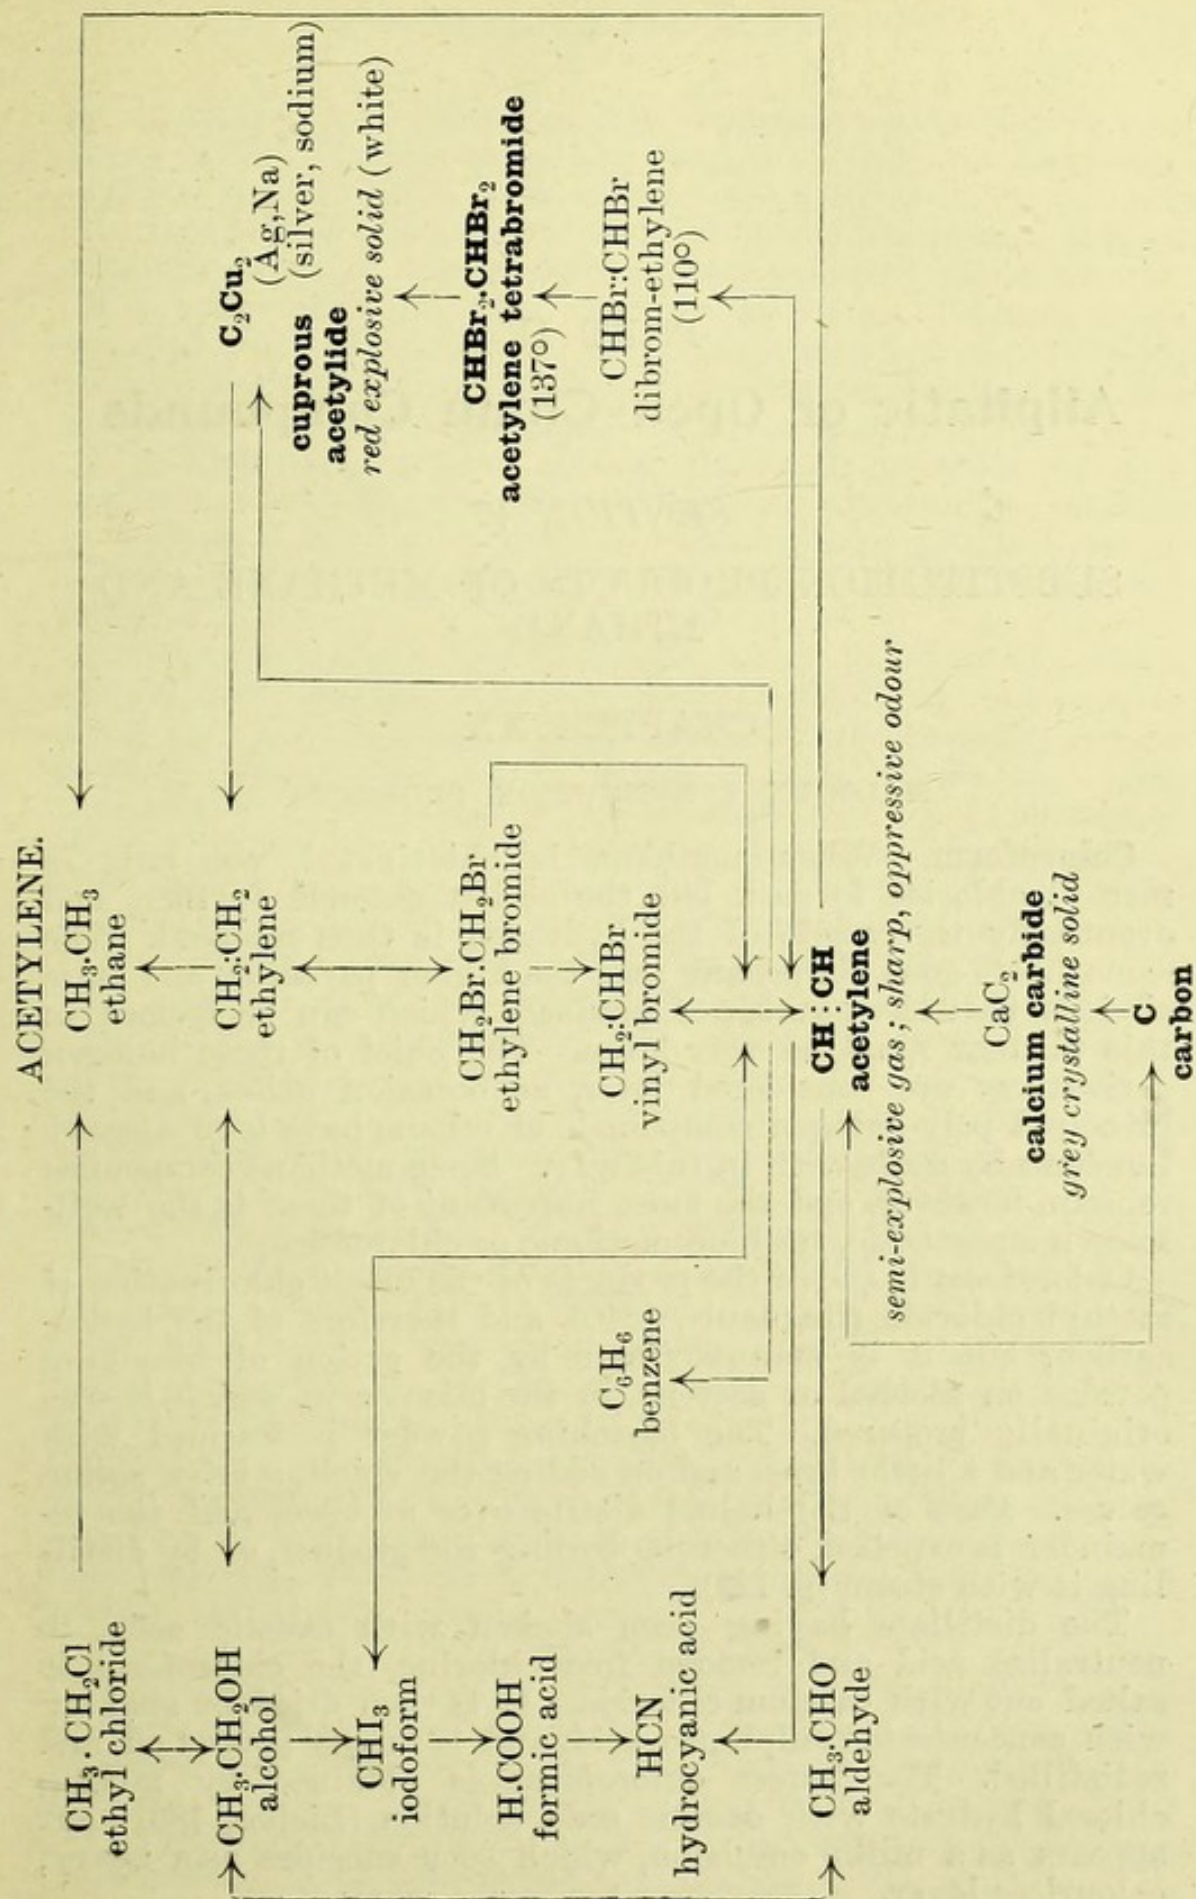 ACETYLENE.
CH₃.CH₂Cl
ethyl chloride
CH₃.CH₃
ethane
CH₃.CH₂OH
alcohol
CH₂:CH₂
ethylene
C₂Cu₂
(Ag,Na)
cuprous (silver, sodium)
acetylide
red explosive solid (white)
CHI₃
iodoform
H.COOH
formic acid
CH₂Br.CH₂Br
ethylene bromide
CHBr₂.CHBr₂
acetylene tetrabromide
(137°)
HCN
hydrocyanic acid
C₆H₆
benzene
CH₂:CHBr
vinyl bromide
CHBr:CHBr
dibrom-ethylene
(110°)
CH₃.CHO
aldehyde
CH⋮CH
acetylene
semi-explosive gas; sharp, oppressive odour
CaC₂
calcium carbide
grey crystalline solid
C
carbon